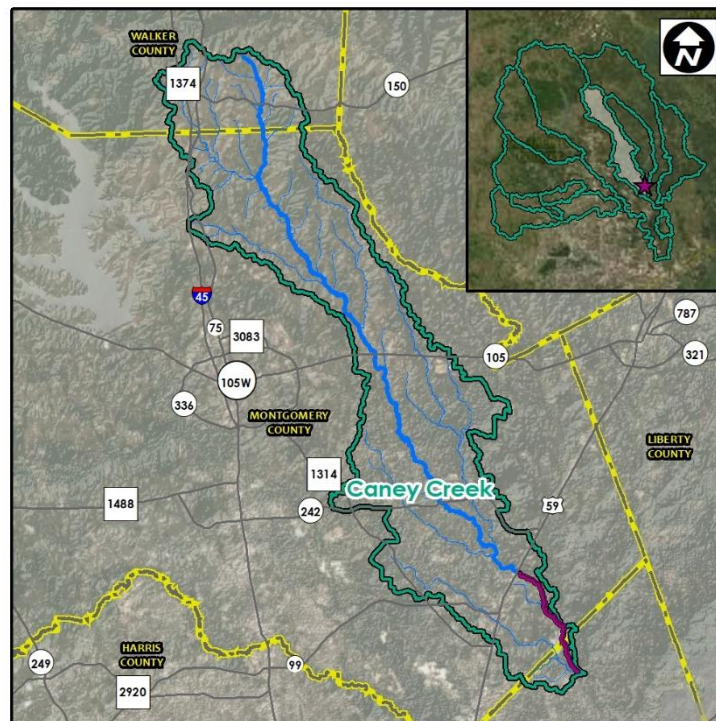 WALKER
COUNTY
1374
150
N
45
75
3083
105W
336
MONTGOMERY
COUNTY
105
787
321
LIBERTY
COUNTY
1314
Caney Creek
1488
242
59
HARRIS
COUNTY
249
2920
99